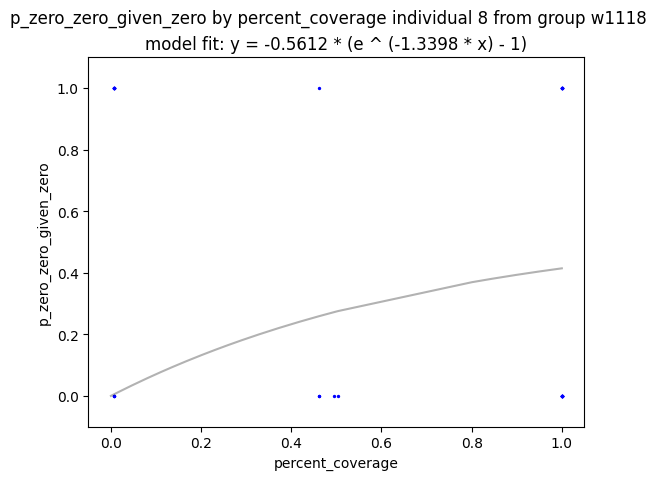 p_zero_zero_given_zero by percent_coverage individual 8 from group w1118
model fit: y = -0.5612 * (e ^ (-1.3398 * x) - 1)
1.0
0.8
0.6
0.4
0.2
0.0
p_zero_zero_given_zero
0.0 0.2 0.4 0.6 0.8 1.0
percent_coverage